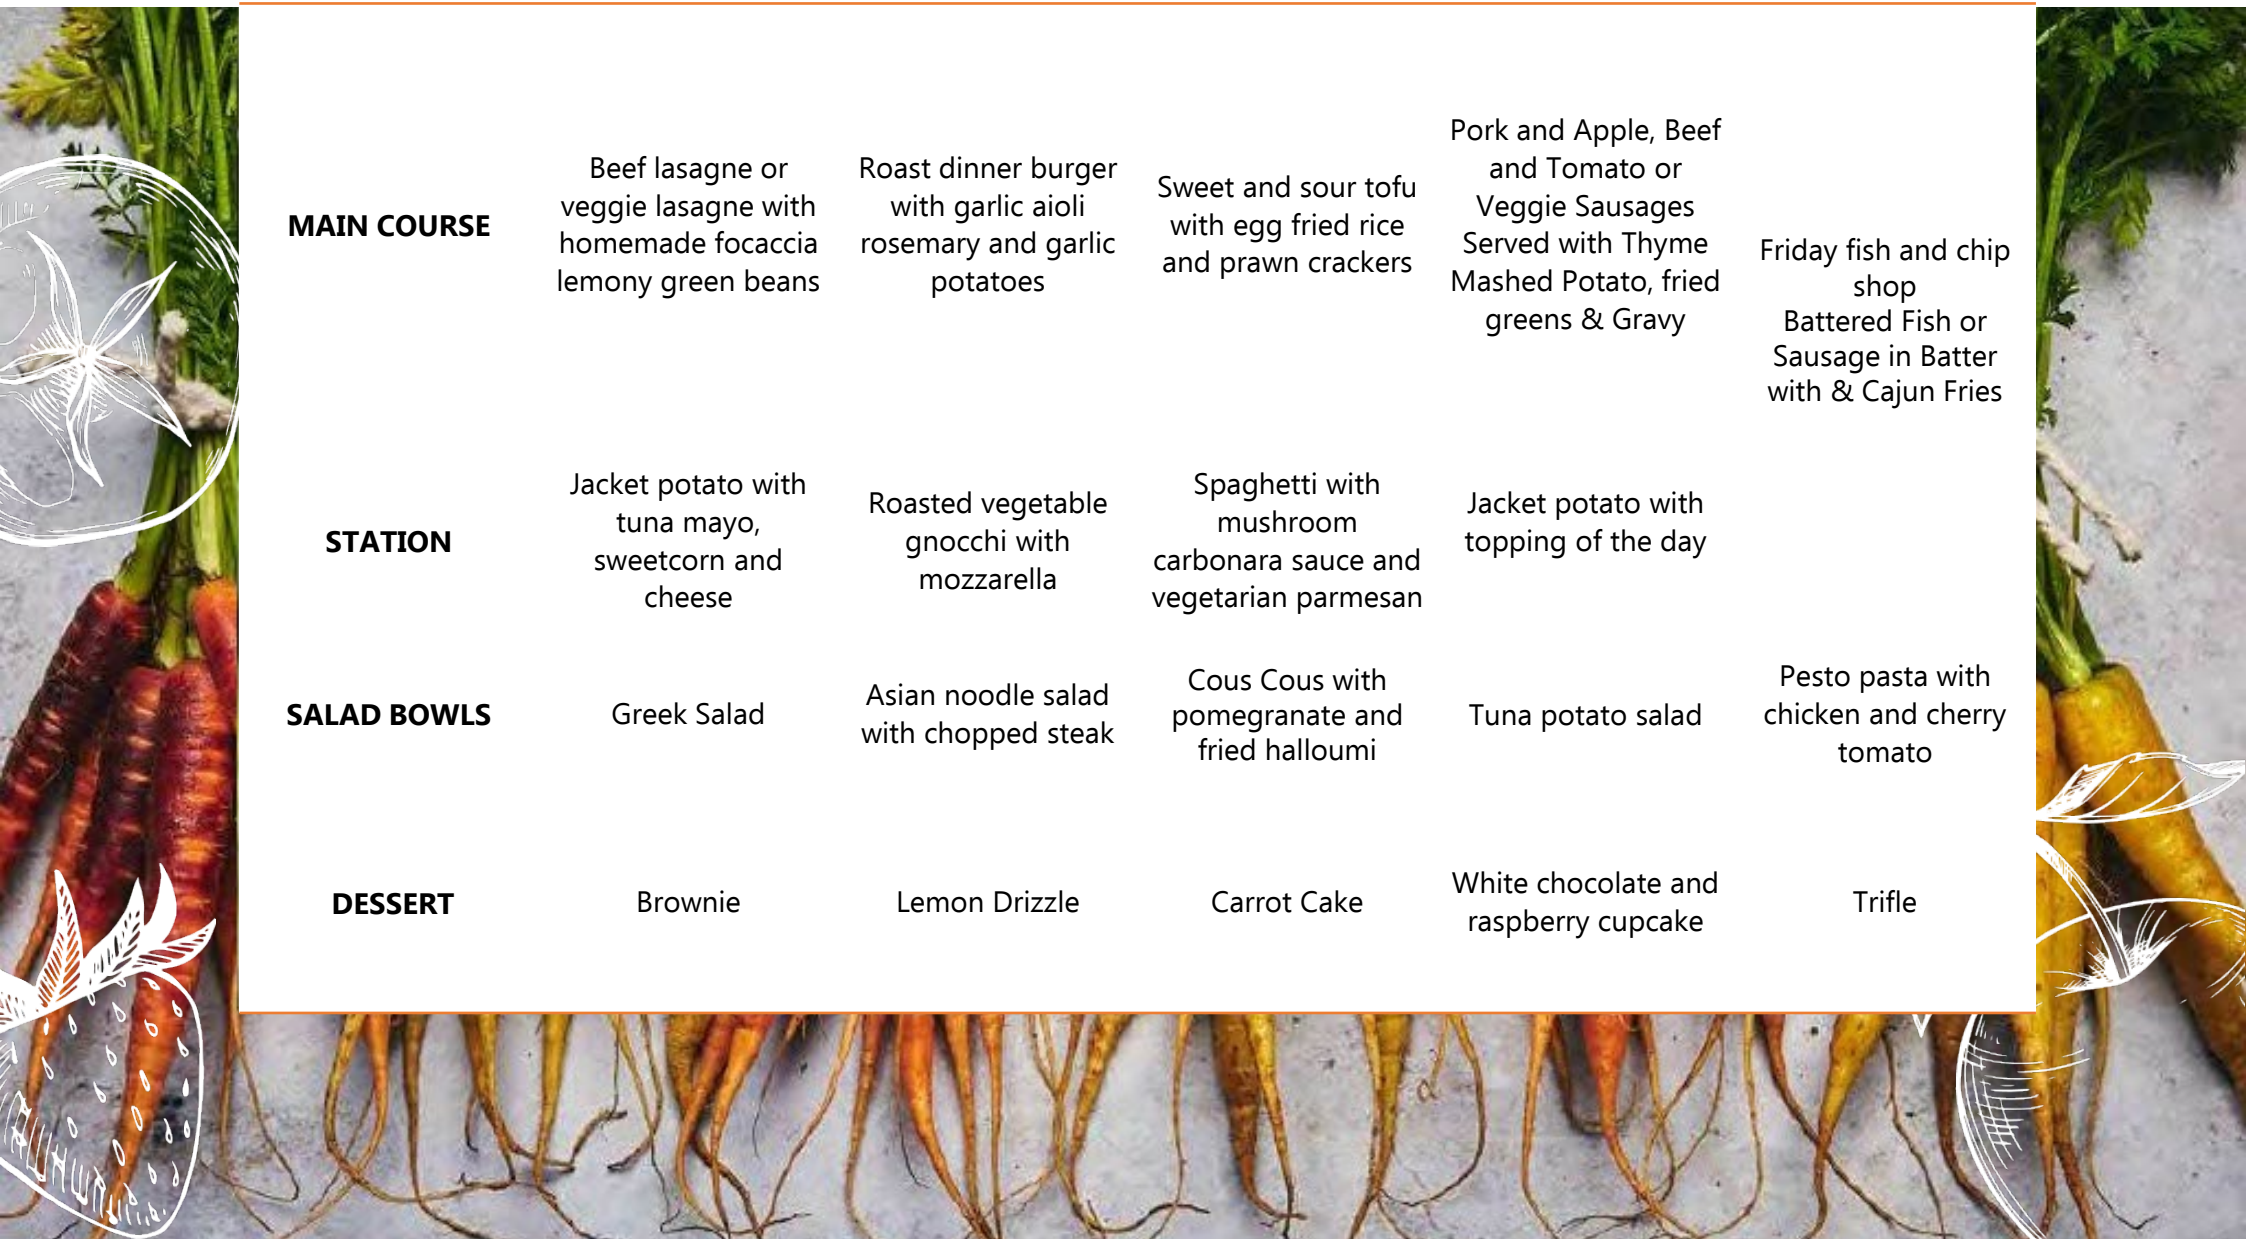 MAIN COURSE
Beef lasagne or
veggie lasagne with
homemade focaccia
lemony green beans
Roast dinner burger
with garlic aioli
rosemary and garlic
potatoes
Sweet and sour tofu
with egg fried rice
and prawn crackers
Pork and Apple, Beef
and Tomato or
Veggie Sausages
Served with Thyme
Mashed Potato, fried
greens & Gravy
Friday fish and chip
shop
Battered Fish or
Sausage in Batter
with & Cajun Fries
STATION
Jacket potato with
tuna mayo,
sweetcorn and
cheese
Roasted vegetable
gnocchi with
mozzarella
Spaghetti with
mushroom
carbonara sauce and
vegetarian parmesan
Jacket potato with
topping of the day
SALAD BOWLS
Greek Salad
Asian noodle salad
with chopped steak
Cous Cous with
pomegranate and
fried halloumi
Tuna potato salad
Pesto pasta with
chicken and cherry
tomato
DESSERT
Brownie
Lemon Drizzle
Carrot Cake
White chocolate and
raspberry cupcake
Trifle